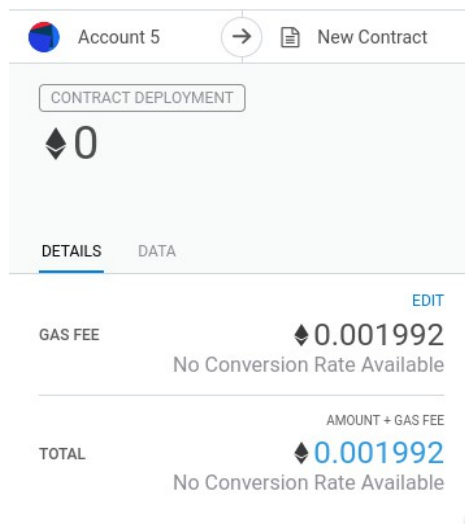 Account 5 New Contract
CONTRACT DEPLOYMENT
0
DETAILS DATA
EDIT
GAS FEE 0.001992
No Conversion Rate Available
AMOUNT + GAS FEE
TOTAL 0.001992
No Conversion Rate Available